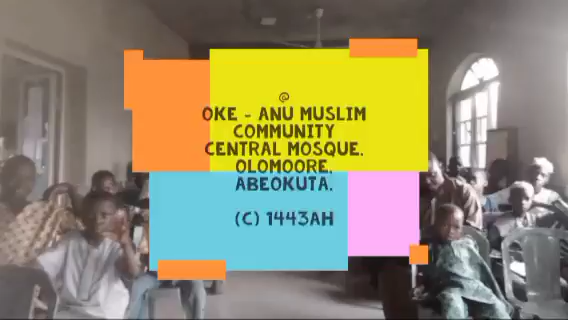 @
OKE - ANU MUSLIM
COMMUNITY
CENTRAL MOSQUE.
OLOMOORE,
ABEOKUTA.
(C) 1443AH